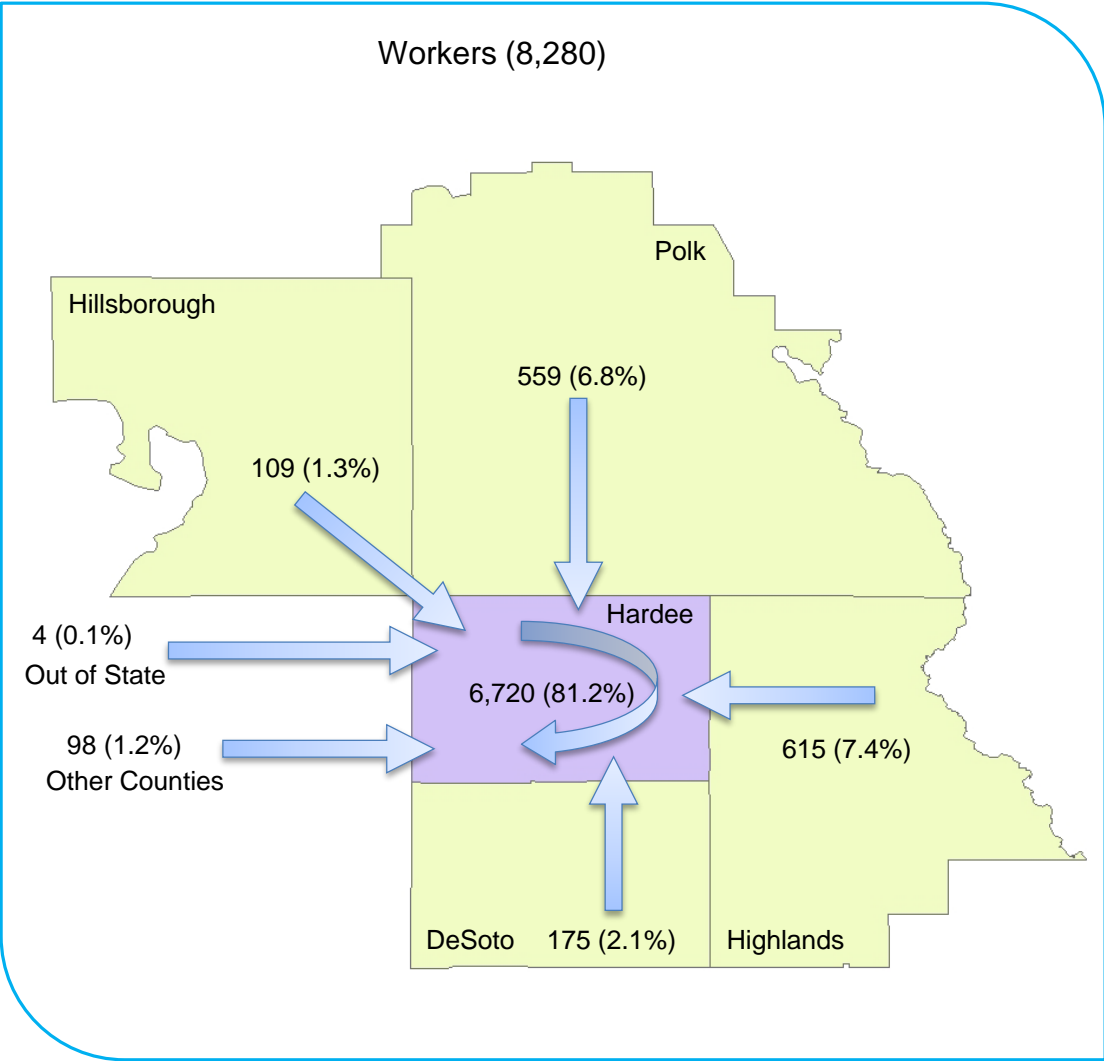 Workers (8,280)
Polk
Hillsborough
559 (6.8%)
109 (1.3%)
Hardee
4 (0.1%)
Out of State
6,720 (81.2%)
98 (1.2%)
Other Counties
615 (7.4%)
DeSoto
175 (2.1%)
Highlands